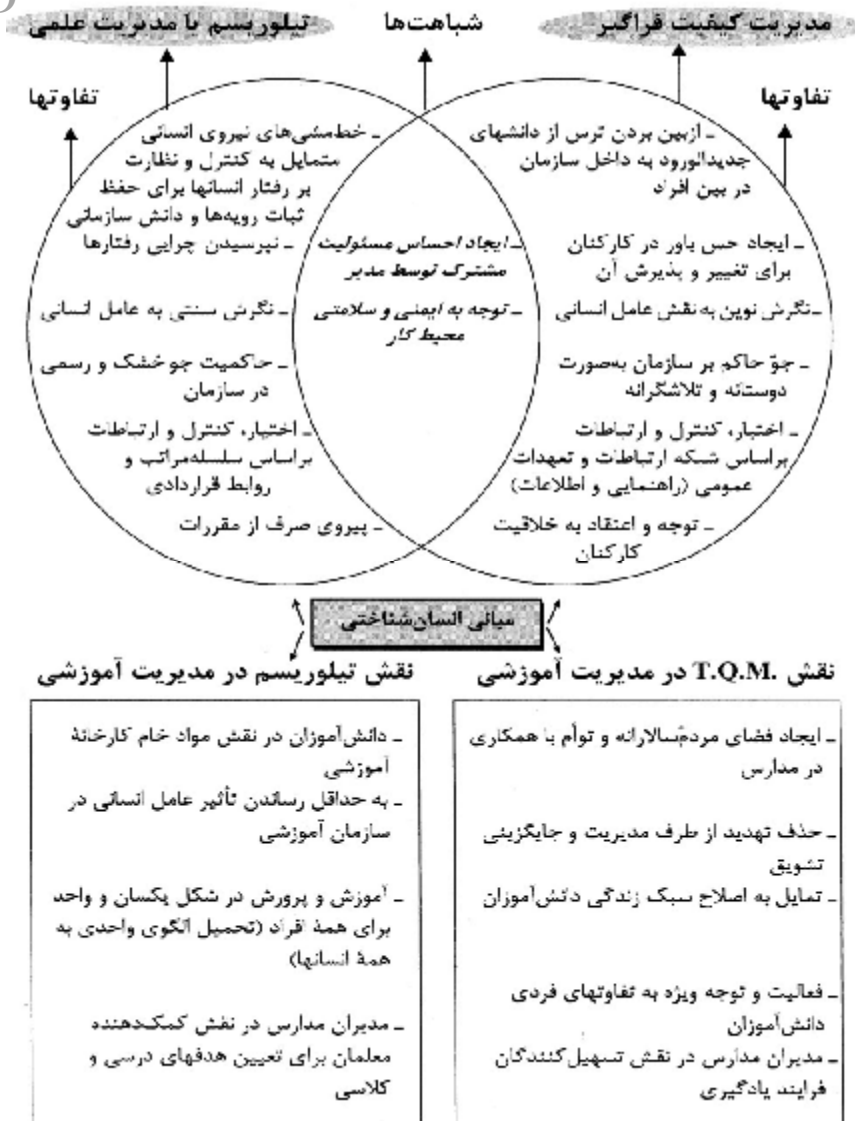 مدیریت کیفیت فراگیر
شباهت‌ها
تیلوریسم یا مدیریت علمی
تفاوتها
تفاوتها
ـ ازبین بردن ترس از دانشهای
جدیدالورود به داخل سازمان
در بین افراد
ـ ایجاد حس باور در کارکنان
برای تغییر و پذیرش آن
ـ نگرش نوین به نقش عامل انسانی
ـ جوّ حاکم بر سازمان به‌صورت
دوستانه و تلاشگرانه
ـ اختیار، کنترل و ارتباطات
براساس شبکه ارتباطات و تعهدات
عمومی (راهنمایی و اطلاعات)
ـ توجه و اعتقاد به خلاقیت
کارکنان
ـ ایجاد احساس مسئولیت
مشترک توسط مدیر
ـ توجه به ایمنی و سلامتی
محیط کار
ـ خط‌مشی‌های نیروی انسانی
متمایل به کنترل و نظارت
بر رفتار انسانها برای حفظ
ثبات رویه‌ها و دانش سازمانی
ـ نپرسیدن چرایی رفتارها
ـ نگرش سنتی به عامل انسانی
ـ حاکمیت جو خشک و رسمی
در سازمان
ـ اختیار، کنترل و ارتباطات
براساس سلسله‌مراتب و
روابط قراردادی
ـ پیروی صرف از مقررات
مبانی انسان‌شناختی
نقش T.Q.M. در مدیریت آموزشی
ـ ایجاد فضای مردم‌سالارانه و توأم با همکاری
در مدارس
ـ حذف تهدید از طرف مدیریت و جایگزینی
تشویق
ـ تمایل به اصلاح سبک زندگی دانش‌آموزان
ـ فعالیت و توجه ویژه به تفاوتهای فردی
دانش‌آموزان
ـ مدیران مدارس در نقش تسهیل‌کنندگان
فرایند یادگیری
نقش تیلوریسم در مدیریت آموزشی
ـ دانش‌آموزان در نقش مواد خام کارخانهٔ
آموزشی
ـ به حداقل رساندن تأثیر عامل انسانی در
سازمان آموزشی
ـ آموزش و پرورش در شکل یکسان و واحد
برای همهٔ افراد (تحمیل الگوی واحدی به
همهٔ انسانها)
ـ مدیران مدارس در نقش کمک‌دهنده
معلمان برای تعیین هدفهای درسی و
کلاسی